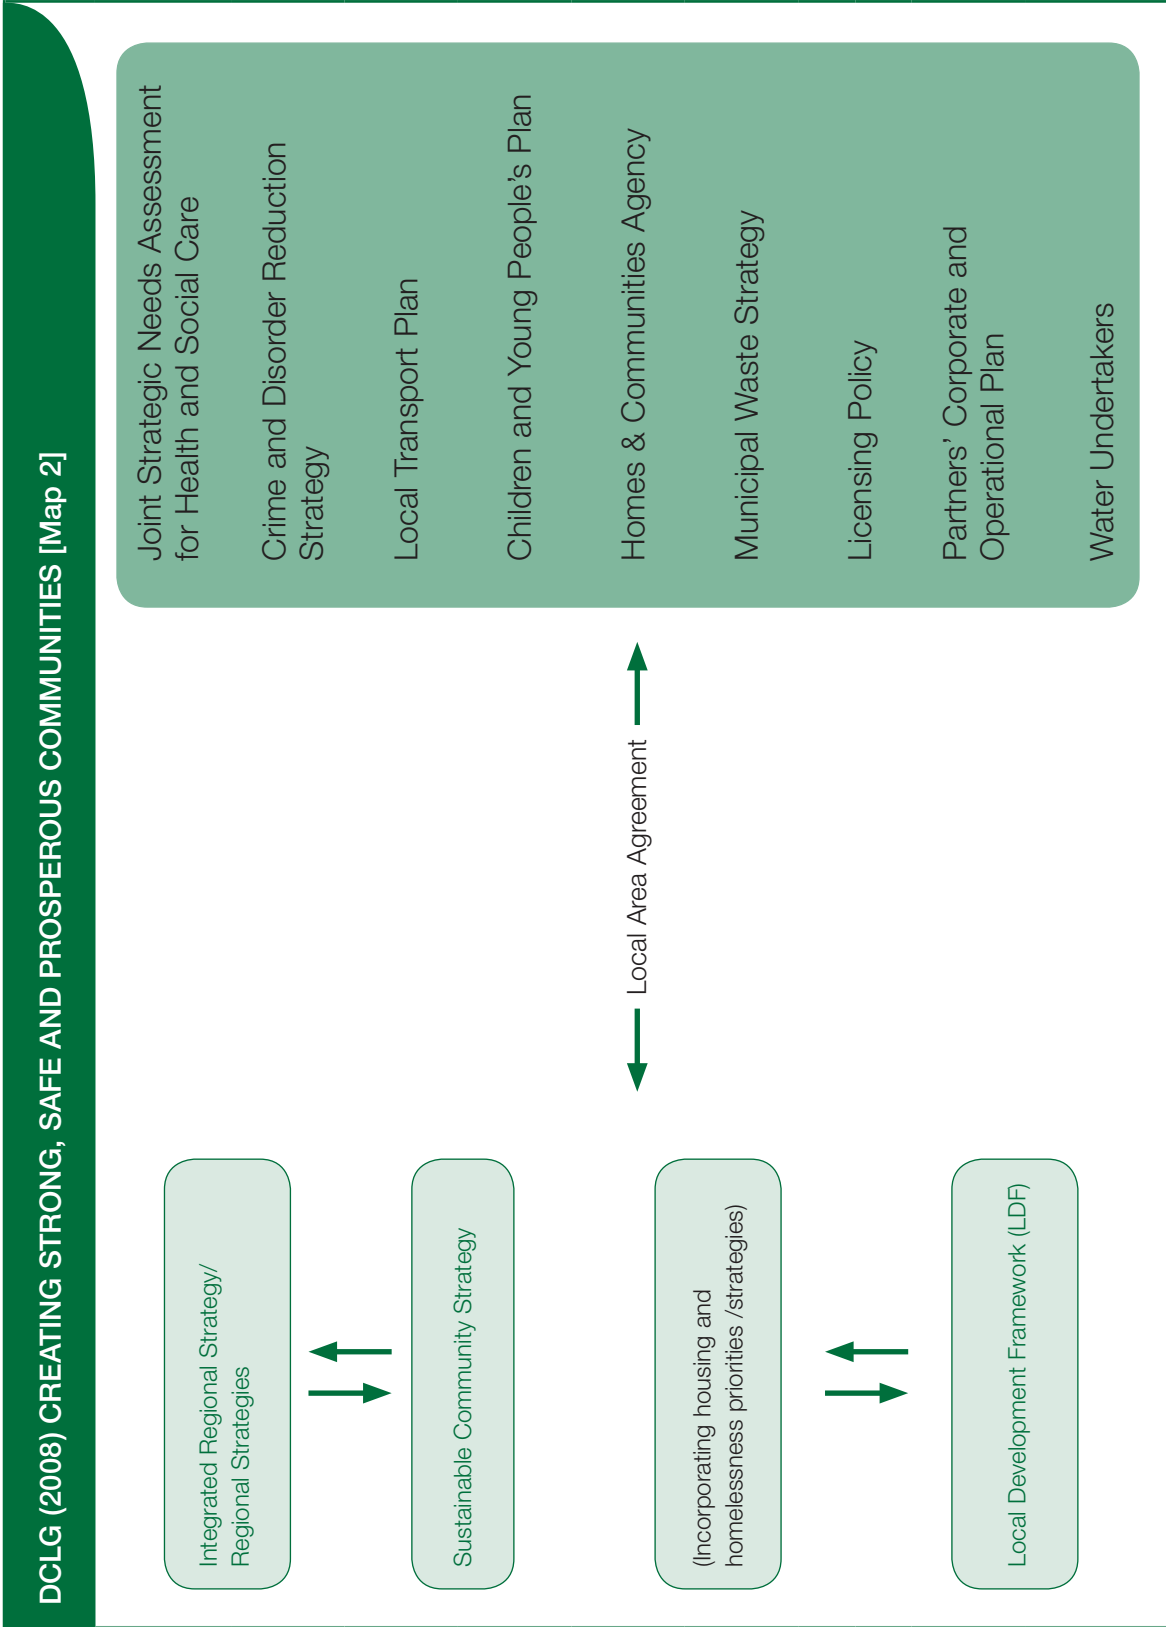 DCLG (2008) CREATING STRONG, SAFE AND PROSPEROUS COMMUNITIES [Map 2]
Integrated Regional Strategy/
Regional Strategies
Sustainable Community Strategy
(Incorporating housing and
homelessness priorities /strategies)
Local Development Framework (LDF)
Local Area Agreement
Joint Strategic Needs Assessment
for Health and Social Care
Crime and Disorder Reduction
Strategy
Local Transport Plan
Children and Young People’s Plan
Homes & Communities Agency
Municipal Waste Strategy
Licensing Policy
Partners’ Corporate and
Operational Plan
Water Undertakers